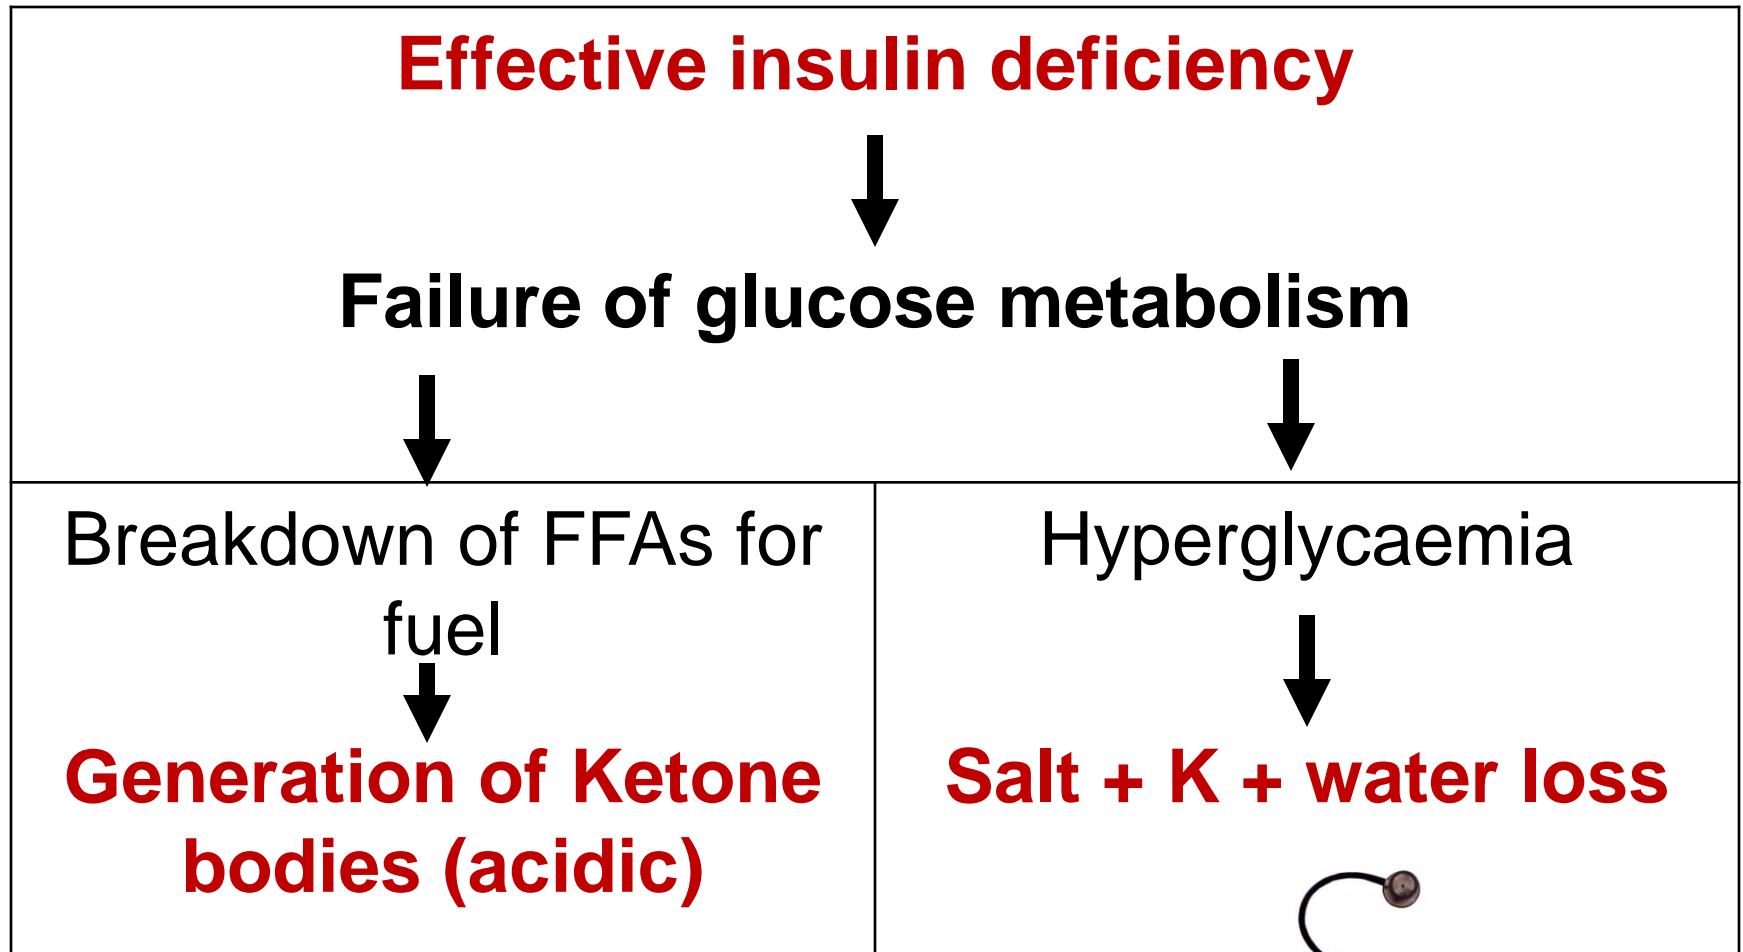 Effective insulin deficiency
Failure of glucose metabolism
Breakdown of FFAs for
fuel
Generation of Ketone
bodies (acidic)
Hyperglycaemia
Salt + K + water loss